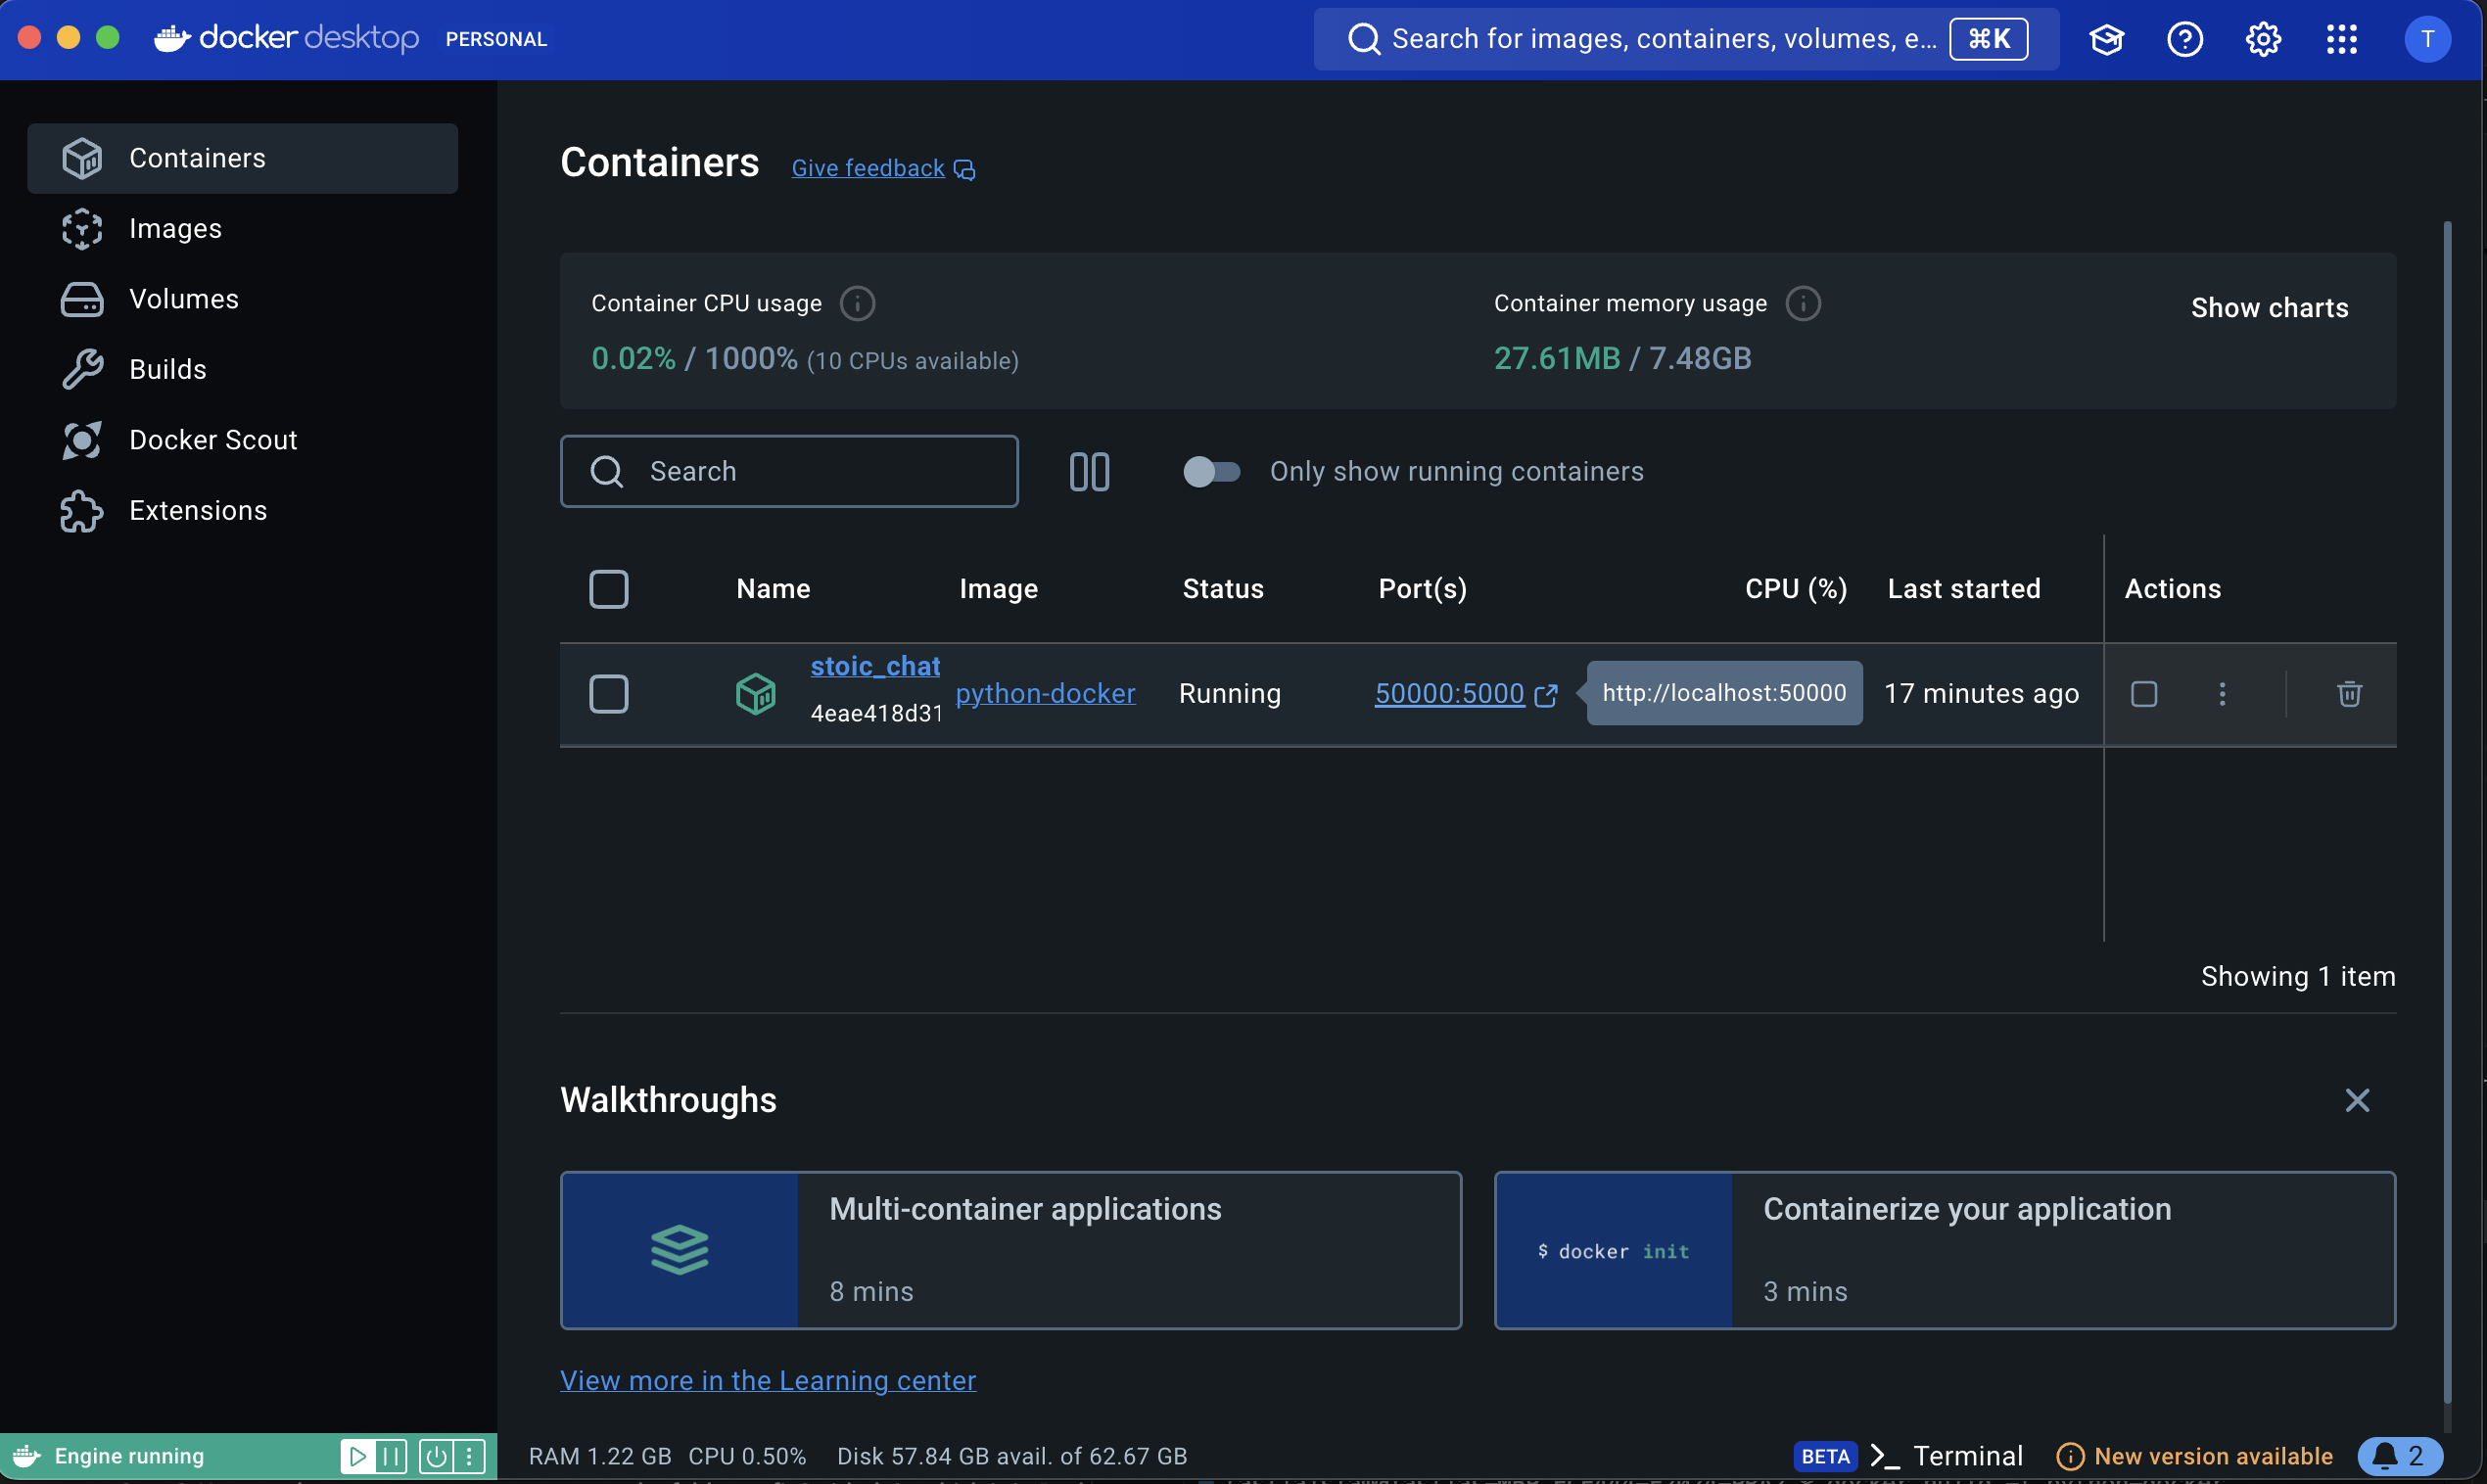 docker desktop PERSONAL
Search for images, containers, volumes, e... ⌘K
T
Containers
Images
Volumes
Builds
Docker Scout
Extensions
Containers Give feedback
Container CPU usage
0.02% / 1000% (10 CPUs available)
Container memory usage
27.61MB / 7.48GB
Show charts
Search
Only show running containers
Name Image Status Port(s) CPU (%) Last started Actions
stoic_chat
4eae418d31
python-docker Running 50000:5000 http://localhost:50000 17 minutes ago
Showing 1 item
Walkthroughs
Multi-container applications
8 mins
$ docker init
Containerize your application
3 mins
View more in the Learning center
Engine running
RAM 1.22 GB CPU 0.50% Disk 57.84 GB avail. of 62.67 GB
BETA Terminal New version available 2